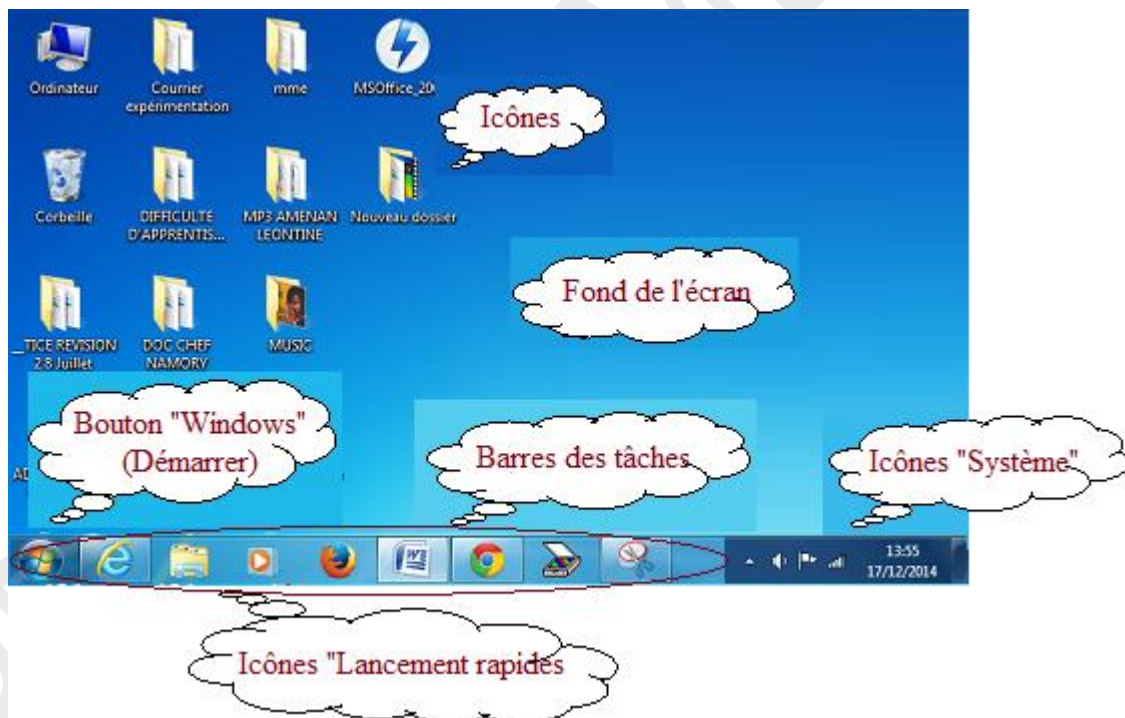 Ordinateur
Courrier
expérimentation
mme
MSOffice_20
Icônes
Corbeille
DIFFICULTE
D'APPRENTIS...
MP3 AMENAN
LEONTINE
Nouveau dossier
Fond de l'écran
__TICE REVISION
2.8 Juillet
DOC CHEF
NAMORY
MUSIC
Bouton "Windows"
(Démarrer)
Barres des tâches
Icônes "Système"
13:55
17/12/2014
Icônes "Lancement rapides